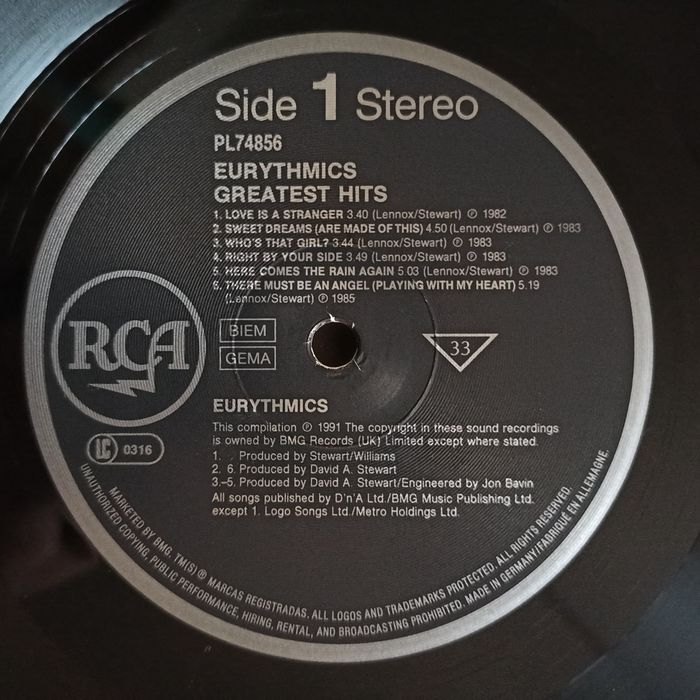 Side 1 Stereo
PL74856
EURYTHMICS
GREATEST HITS
1. LOVE IS A STRANGER 3.40 (Lennox/Stewart) ℗ 1982
2. SWEET DREAMS (ARE MADE OF THIS) 4.50 (Lennox/Stewart) ℗ 1983
3. WHO'S THAT GIRL? 3.44 (Lennox/Stewart) ℗ 1983
4. RIGHT BY YOUR SIDE 3.49 (Lennox/Stewart) ℗ 1983
5. HERE COMES THE RAIN AGAIN 5.03 (Lennox/Stewart) ℗ 1983
6. THERE MUST BE AN ANGEL (PLAYING WITH MY HEART) 5.19
(Lennox/Stewart) ℗ 1985
RCA
BIEM
GEMA
33
EURYTHMICS
This compilation ℗ 1991 The copyright in these sound recordings
is owned by BMG Records (UK) Limited except where stated.
LC 0316
1. Produced by Stewart/Williams
2. 6. Produced by David A. Stewart
3.–5. Produced by David A. Stewart/Engineered by Jon Bavin
All songs published by D'n'A Ltd./BMG Music Publishing Ltd.
except 1. Logo Songs Ltd./Metro Holdings Ltd.
MARKETED BY BMG. TM(S) ® MARCAS REGISTRADAS. ALL LOGOS AND TRADEMARKS PROTECTED. ALL RIGHTS RESERVED.
UNAUTHORIZED COPYING, PUBLIC PERFORMANCE, HIRING, RENTAL, AND BROADCASTING PROHIBITED. MADE IN GERMANY/FABRIQUÉ EN ALLEMAGNE.